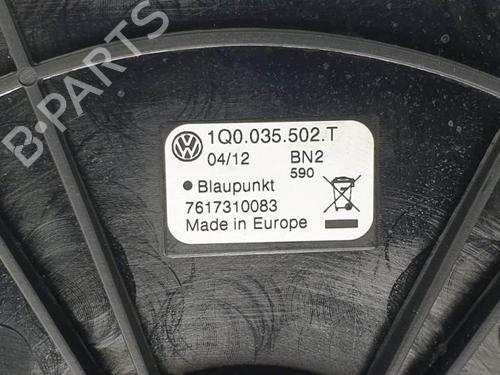 B-PARTS
1Q0.035.502.T
04/12 BN2
590
Blaupunkt
7617310083
Made in Europe